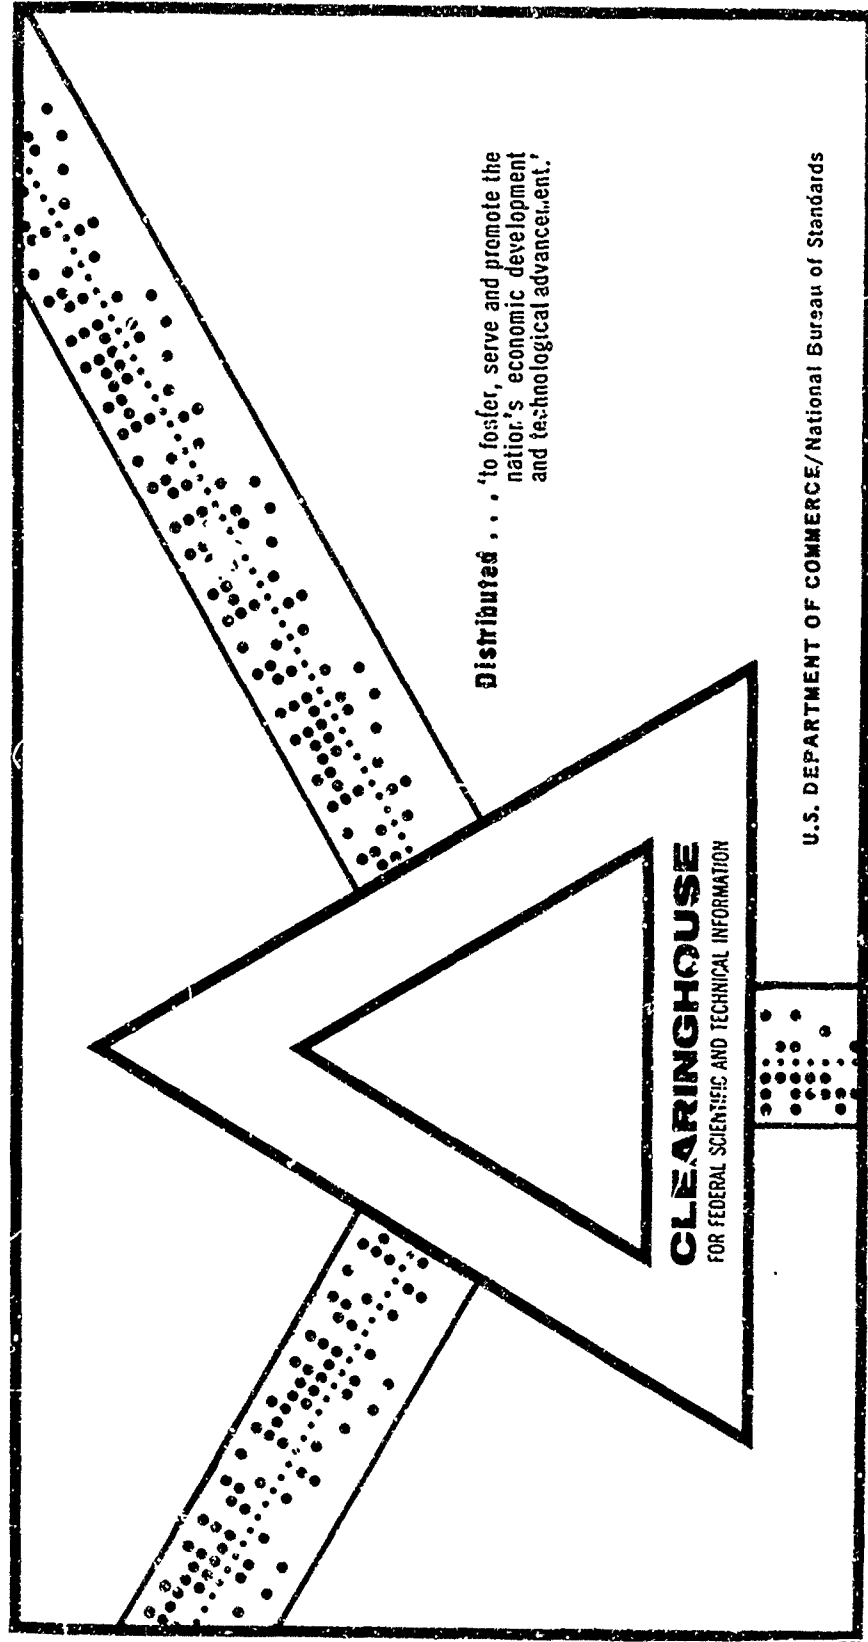 Distributed . . . 'to foster, serve and promote the
nation's economic development
and technological advancement.'
CLEARINGHOUSE
FOR FEDERAL SCIENTIFIC AND TECHNICAL INFORMATION
U.S. DEPARTMENT OF COMMERCE/National Bureau of Standards